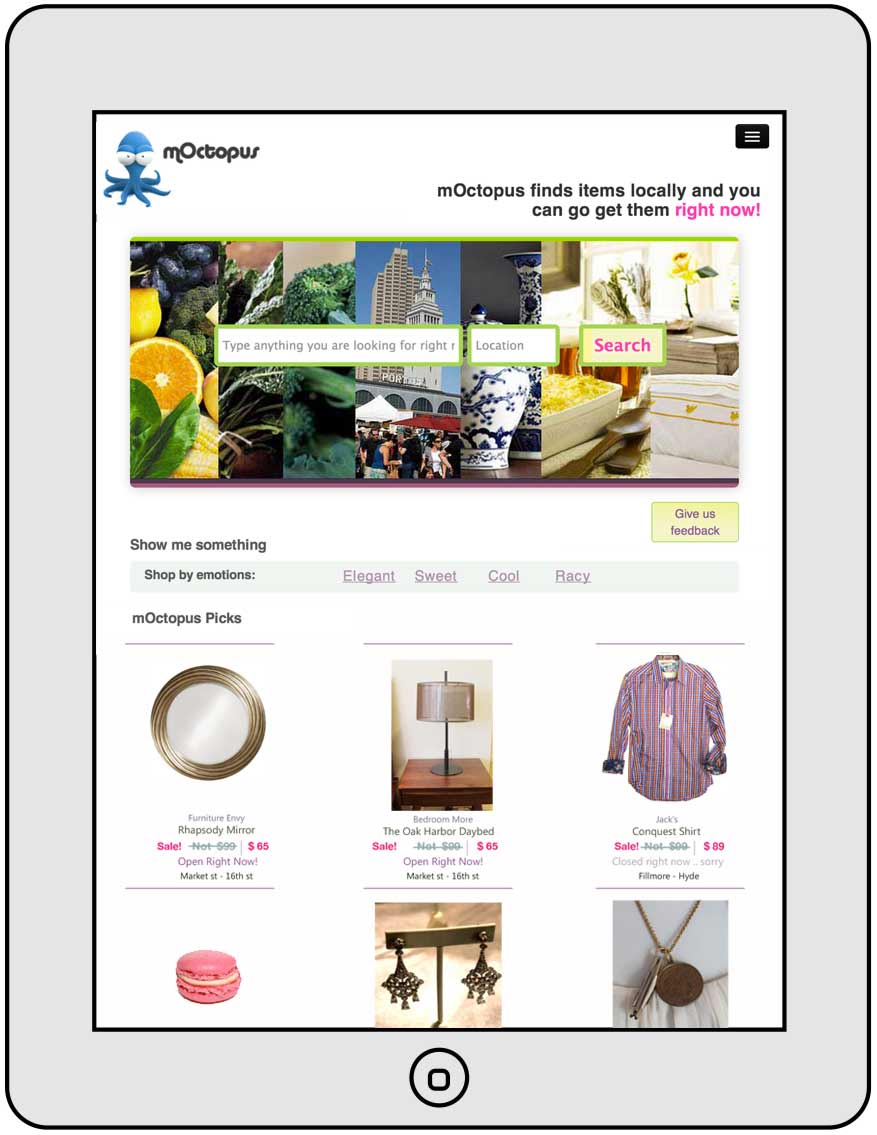 mOctopus
mOctopus finds items locally and you
can go get them right now!
PORT
Type anything you are looking for right r
Location
Search
Give us
feedback
Show me something
Shop by emotions:
Elegant
Sweet
Cool
Racy
mOctopus Picks
Furniture Envy
Rhapsody Mirror
Sale! Not $99 | $ 65
Open Right Now!
Market st - 16th st
Bedroom More
The Oak Harbor Daybed
Sale! Not $99 | $ 65
Open Right Now!
Market st - 16th st
Jack's
Conquest Shirt
Sale! Not $99 | $ 89
Closed right now .. sorry
Fillmore - Hyde